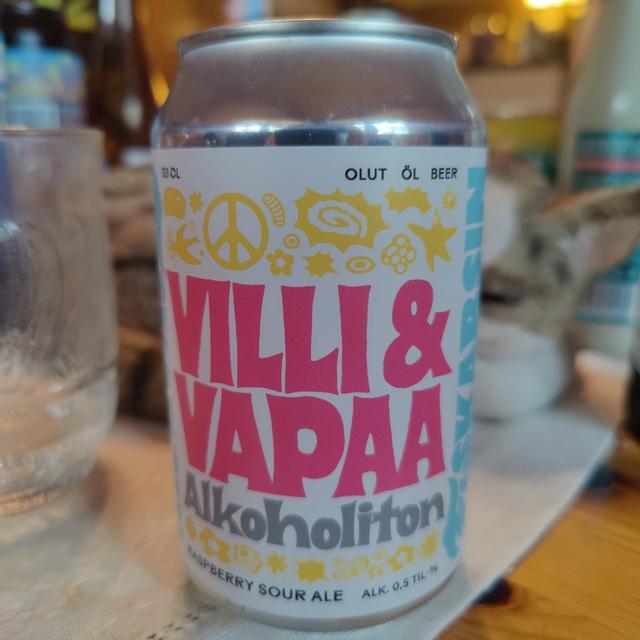 33 CL OLUT ÖL BEER
VILLI &
VAPAA
Alkoholiton
RASPBERRY SOUR ALE ALK. 0,5 TIL-%